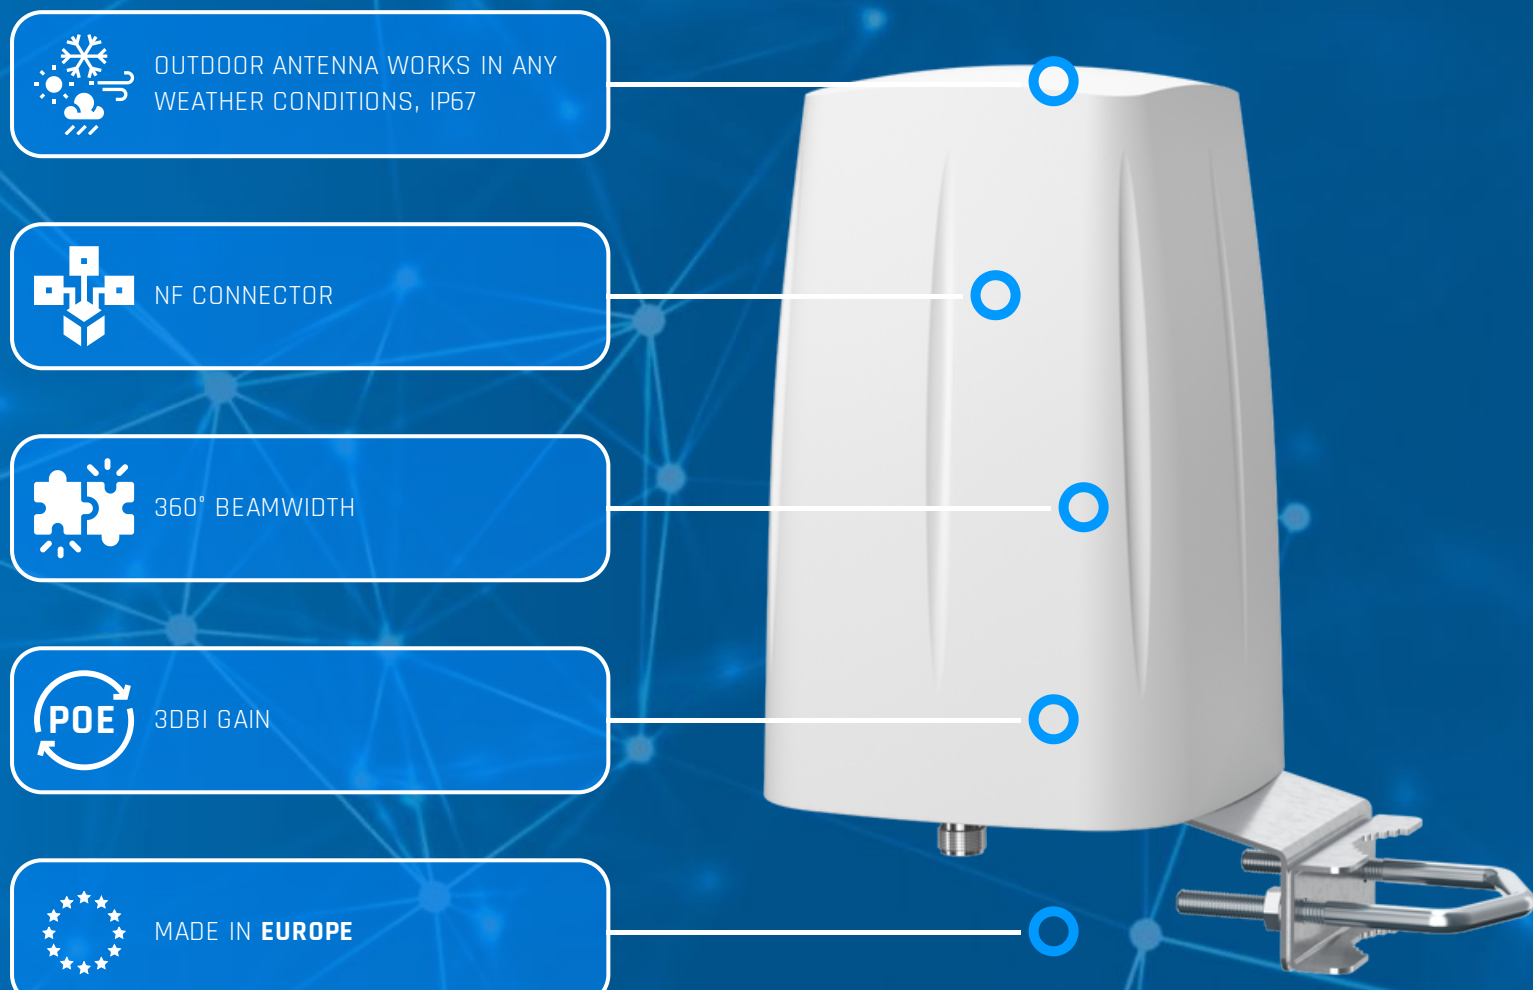 OUTDOOR ANTENNA WORKS IN ANY
WEATHER CONDITIONS, IP67
NF CONNECTOR
360° BEAMWIDTH
POE
3DBI GAIN
MADE IN EUROPE